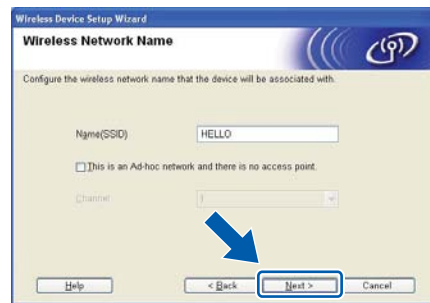 Wireless Device Setup Wizard
Wireless Network Name
Configure the wireless network name that the device will be associated with.
Name(SSID) HELLO
This is an Ad-hoc network and there is no access point.
Channel 1
Help < Back Next > Cancel